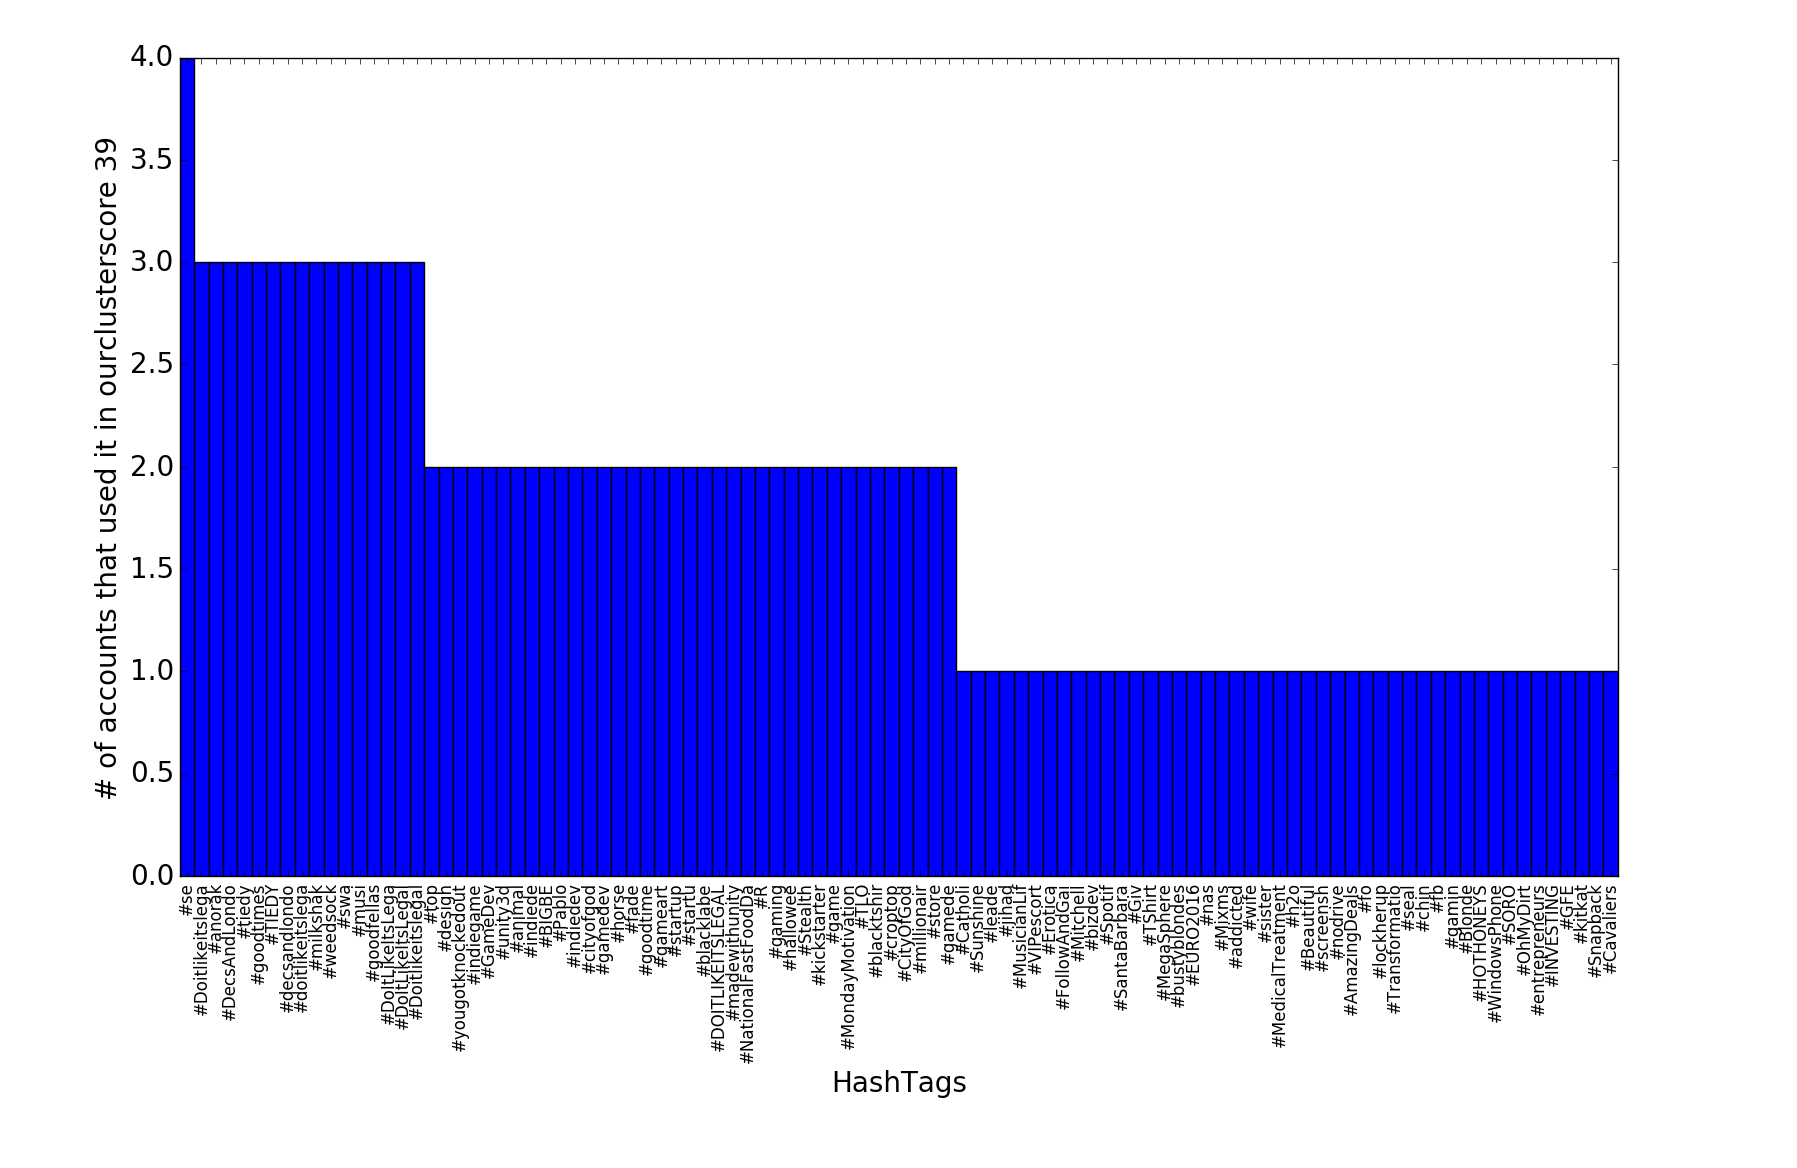 4.0
3.5
3.0
2.5
2.0
1.5
1.0
0.5
0.0
# of accounts that used it in ourclusterscore 39
#se
#Doitlikeitslega
#anorak
#DecsAndLondo
#tiedy
#goodtimes
#TIEDY
#decsandlondo
#doitlikeitslega
#milkshak
#weedsock
#swa
#musi
#goodfellas
#DoItLikeItsLega
#DoItLikeItsLegal
#Doitlikeitslegal
#top
#desigh
#yougotknockedout
#indiegame
#GameDev
#unity3d
#animal
#indiede
#BIGBE
#Pablo
#indiedev
#cityofgod
#gamedev
#horse
#fade
#goodtime
#gameart
#startup
#startu
#blacklabe
#DOITLIKEITSLEGAL
#madewithunity
#NationalFastFoodDa
#R
#gaming
#hallowee
#Stealth
#kickstarter
#game
#MondayMotivation
#TLO
#blacktshir
#croptop
#CityOfGod
#millionair
#store
#gamede
#Catholi
#Sunshine
#leade
#jihad
#MusicianLif
#VIPescort
#Erotica
#FollowAndGai
#Mitchell
#bizdev
#Spotif
#SantaBarbara
#Giv
#TShirt
#MegaSphere
#bustyblondes
#EURO2016
#nas
#Mixms
#addicted
#wife
#sister
#MedicalTreatment
#h2o
#Beautiful
#screensh
#nodrive
#AmazingDeals
#fo
#lockherup
#Transformatio
#seal
#chin
#fb
#gamin
#Blonde
#HOTHONEYS
#WindowsPhone
#SORO
#OhMyDirt
#entrepreneurs
#INVESTING
#GFE
#kitkat
#Snapback
#Cavaliers
HashTags